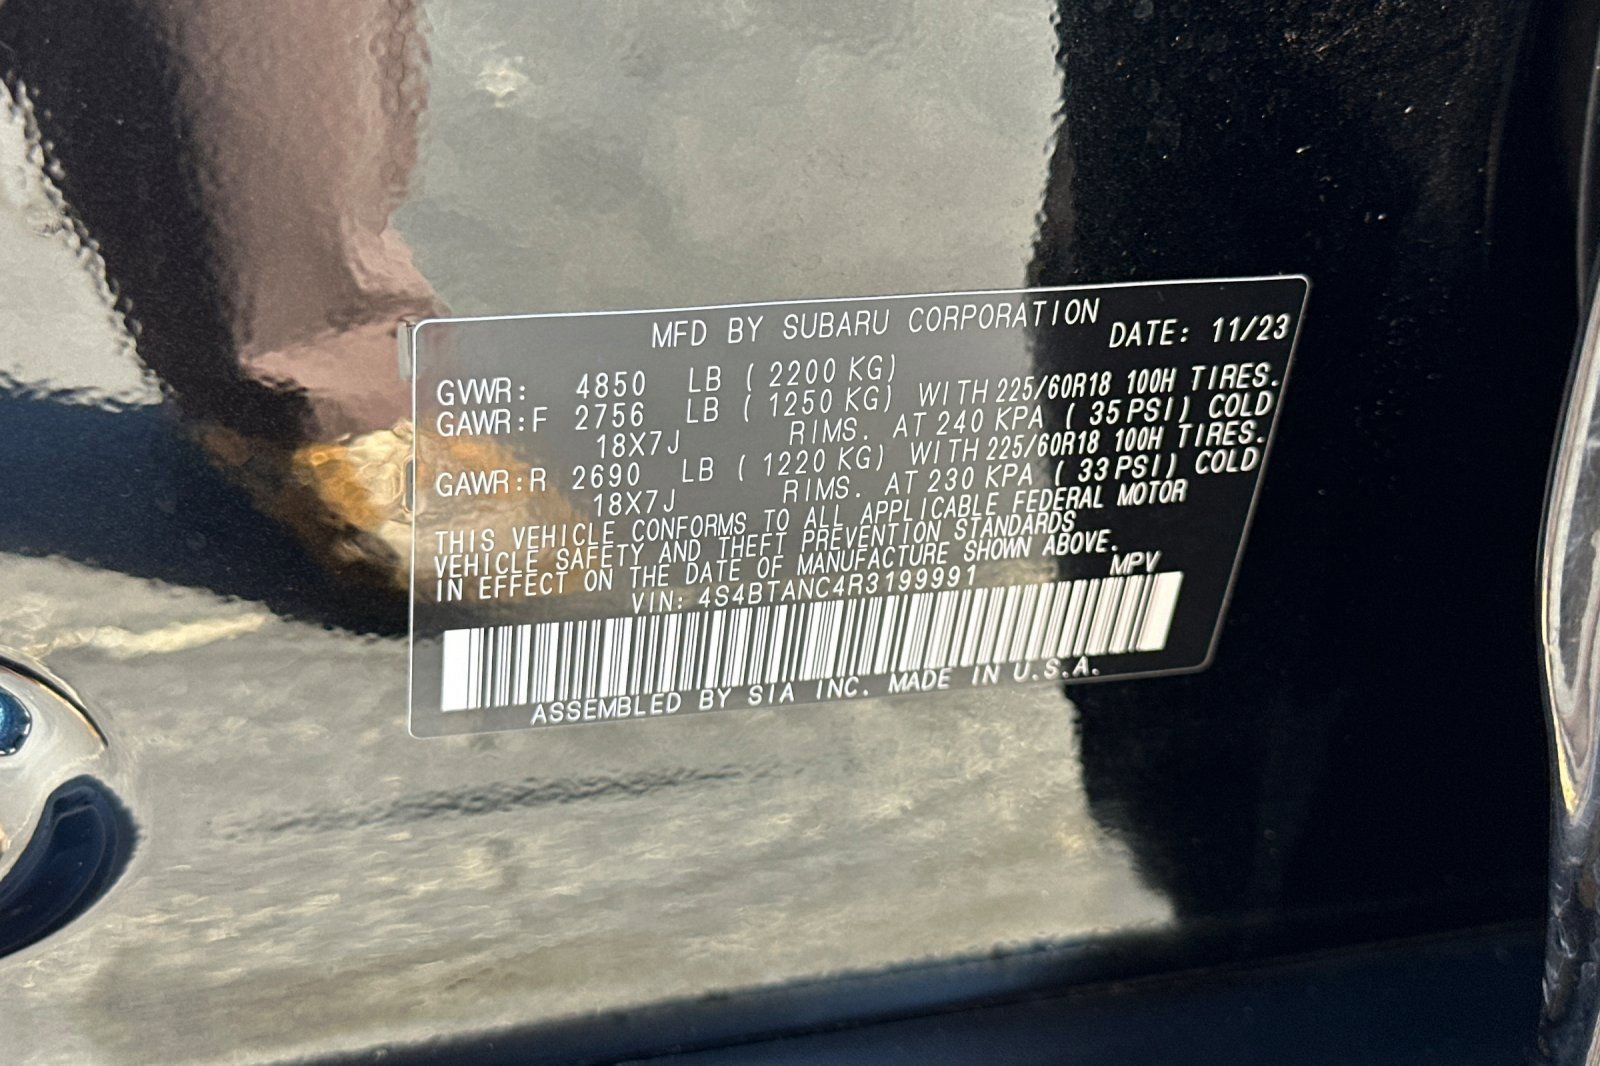 MFD BY SUBARU CORPORATION DATE: 11/23
GVWR: 4850 LB ( 2200 KG)
GAWR:F 2756 LB ( 1250 KG) WITH 225/60R18 100H TIRES.
18X7J RIMS. AT 240 KPA ( 35 PSI) COLD
GAWR:R 2690 LB ( 1220 KG) WITH 225/60R18 100H TIRES.
18X7J RIMS. AT 230 KPA ( 33 PSI) COLD
THIS VEHICLE CONFORMS TO ALL APPLICABLE FEDERAL MOTOR
VEHICLE SAFETY AND THEFT PREVENTION STANDARDS
IN EFFECT ON THE DATE OF MANUFACTURE SHOWN ABOVE.
VIN: 4S4BTANC4R3199991 MPV
ASSEMBLED BY SIA INC. MADE IN U.S.A.